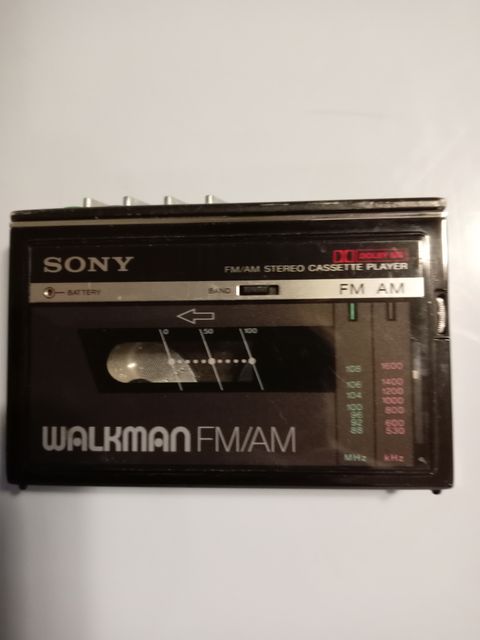 SONY
DOLBY NR
FM/AM STEREO CASSETTE PLAYER
BATTERY
BAND
FM AM
0 50 100
108 1600
106 1400
104 1200
100 1000
96 800
92 600
88 530
MHz kHz
WALKMAN FM/AM